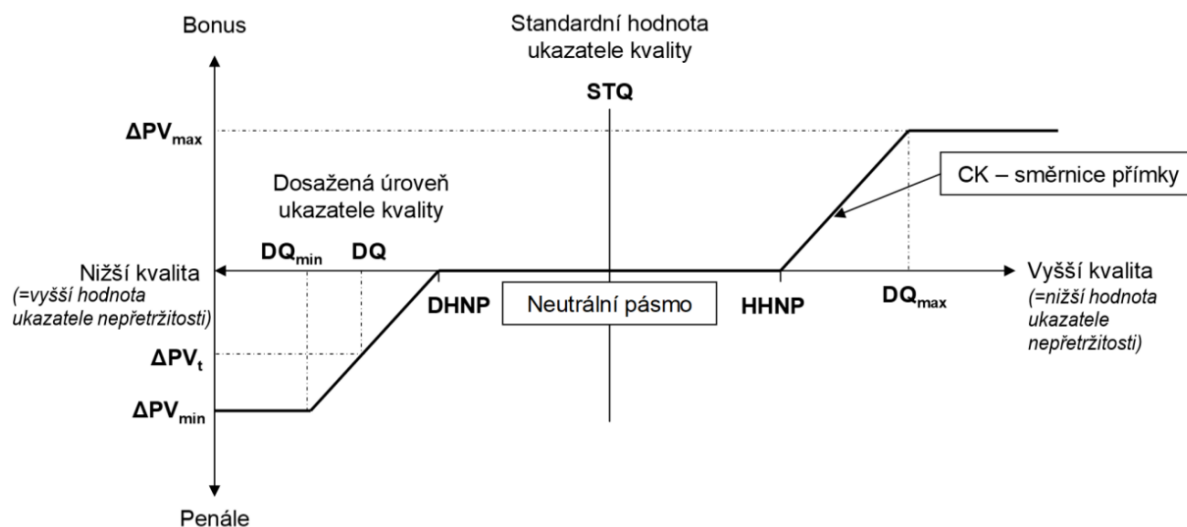 Bonus
Standardní hodnota
ukazatele kvality
STQ
ΔPVmax
CK – směrnice přímky
Dosažená úroveň
ukazatele kvality
DQmin
DQ
Nižší kvalita
(=vyšší hodnota
ukazatele nepřetržitosti)
DHNP
Neutrální pásmo
HHNP
DQmax
Vyšší kvalita
(=nižší hodnota
ukazatele
nepřetržitosti)
ΔPVt
ΔPVmin
Penále